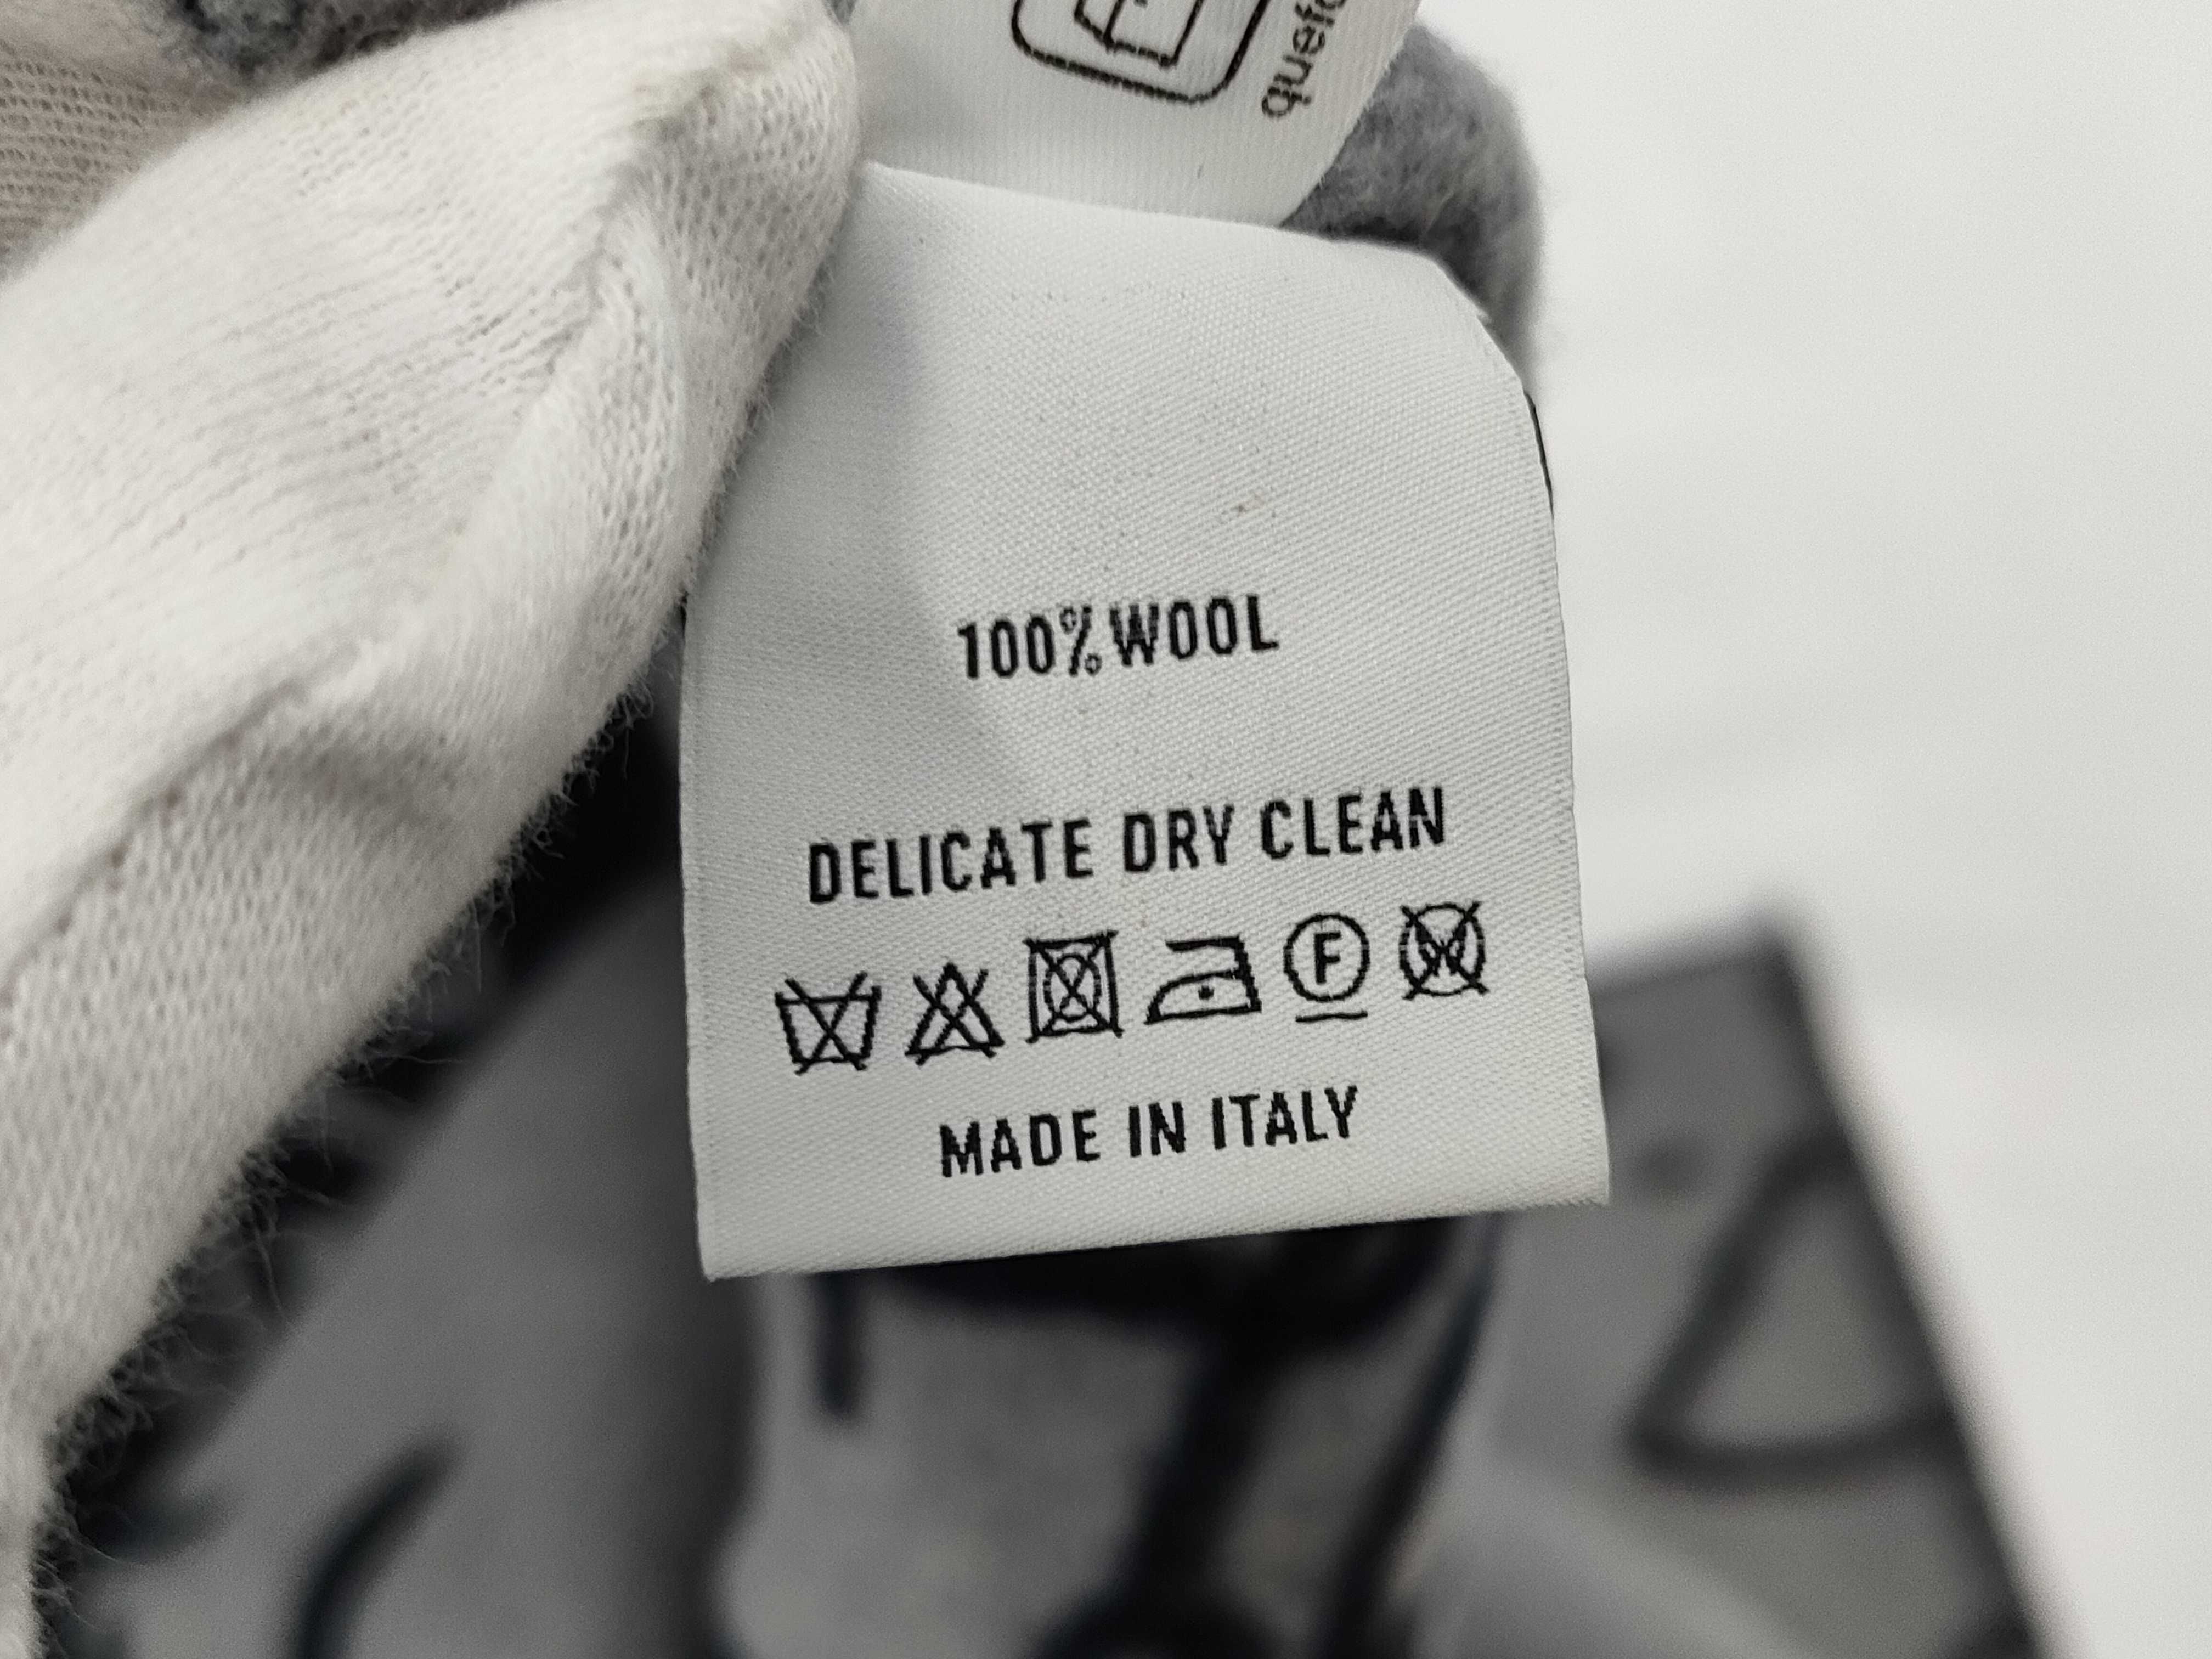 100% WOOL
DELICATE DRY CLEAN
F W
MADE IN ITALY